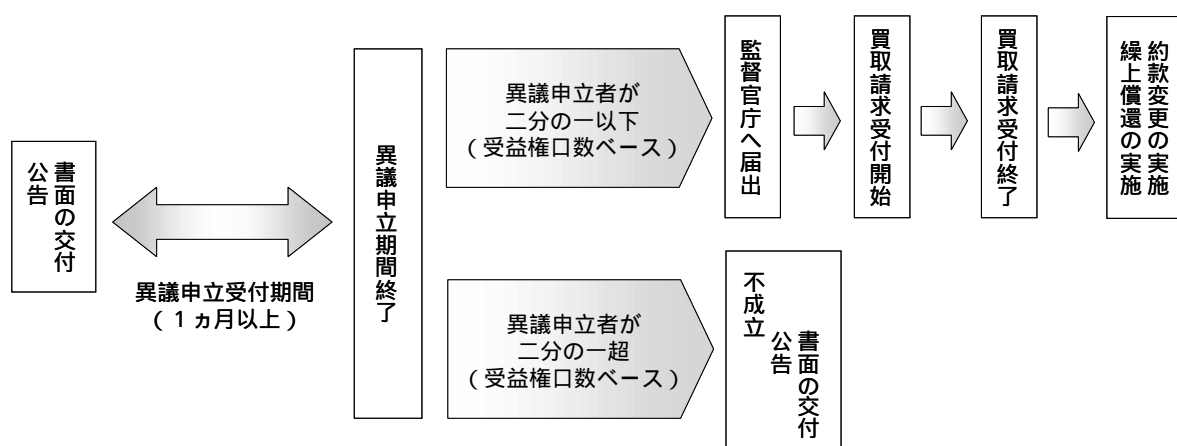 書面の交付
公告
異議申立受付期間
（１ヵ月以上）
異議申立期間終了
異議申立者が
二分の一以下
（受益権口数ベース）
監督官庁へ届出
買取請求受付開始
買取請求受付終了
約款変更の実施
繰上償還の実施
異議申立者が
二分の一超
（受益権口数ベース）
不成立
書面の交付
公告